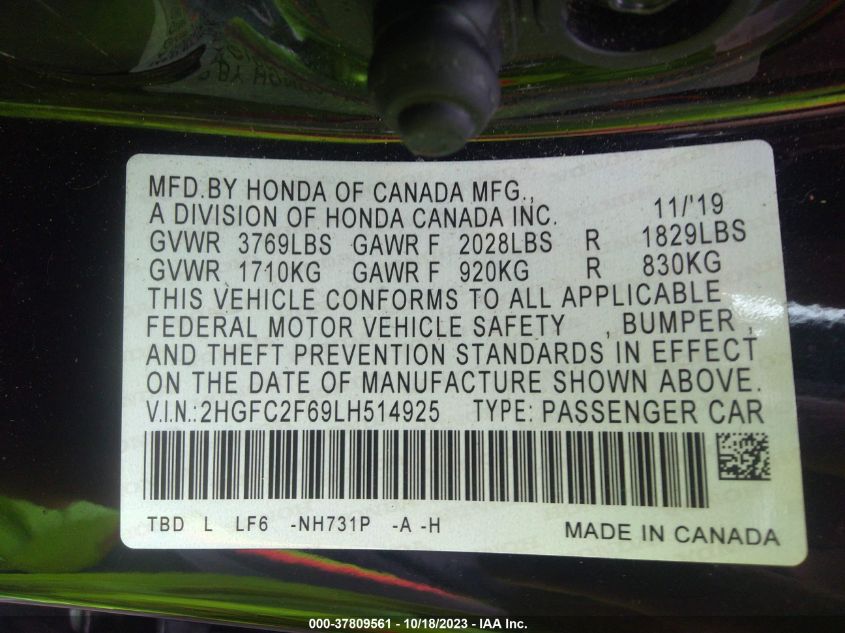 MFD.BY HONDA OF CANADA MFG.,
A DIVISION OF HONDA CANADA INC. 11/'19
GVWR 3769LBS GAWR F 2028LBS R 1829LBS
GVWR 1710KG GAWR F 920KG R 830KG
THIS VEHICLE CONFORMS TO ALL APPLICABLE
FEDERAL MOTOR VEHICLE SAFETY , BUMPER ,
AND THEFT PREVENTION STANDARDS IN EFFECT
ON THE DATE OF MANUFACTURE SHOWN ABOVE.
V.I.N.:2HGFC2F69LH514925 TYPE: PASSENGER CAR
TBD L LF6 -NH731P -A -H MADE IN CANADA
000-37809561 - 10/18/2023 - IAA Inc.